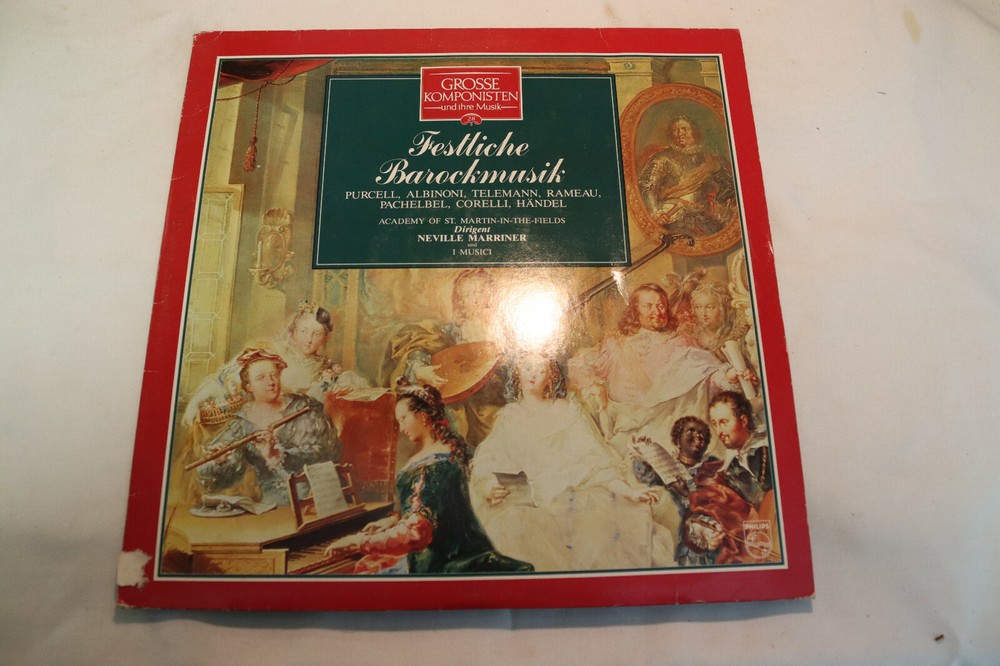 GROSSE
KOMPONISTEN
und ihre Musik
28
Festliche
Barockmusik
PURCELL, ALBINONI, TELEMANN, RAMEAU,
PACHELBEL, CORELLI, HÄNDEL
ACADEMY OF ST. MARTIN-IN-THE-FIELDS
Dirigent
NEVILLE MARRINER
und
I MUSICI
PHILIPS